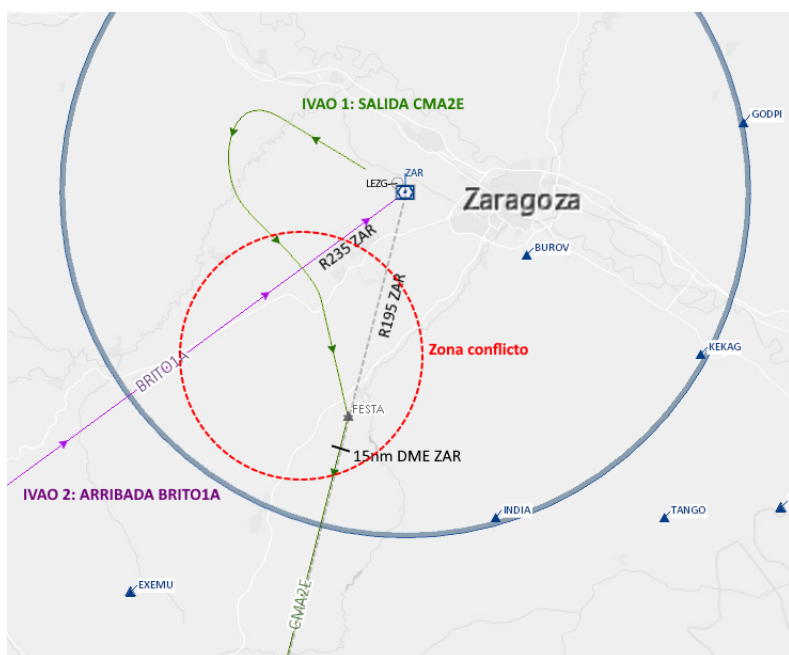 IVAO 1: SALIDA CMA2E
GODPI
ZAR
LEZG
Zaragoza
BUROV
R235 ZAR
R195 ZAR
Zona conflicto
KEKAG
BRITO1A
FESTA
15nm DME ZAR
IVAO 2: ARRIBADA BRITO1A
INDIA
TANGO
EXEMU
CMA2E